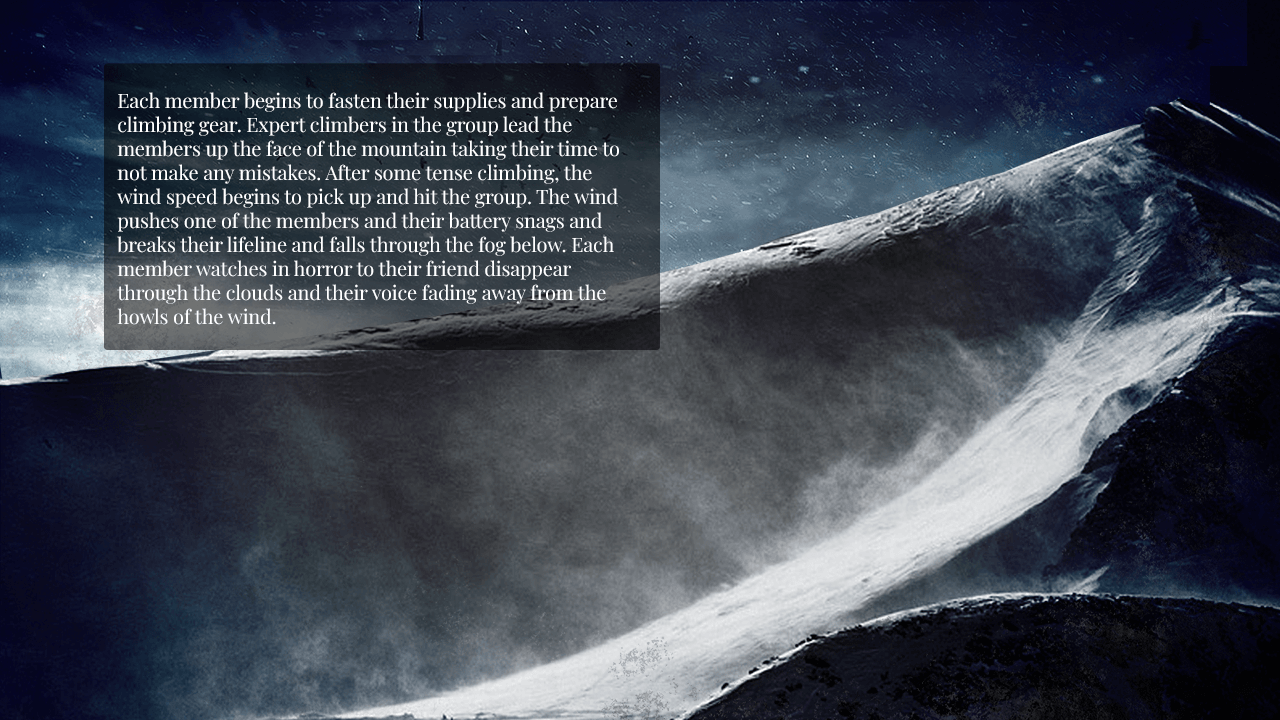 Each member begins to fasten their supplies and prepare
climbing gear. Expert climbers in the group lead the
members up the face of the mountain taking their time to
not make any mistakes. After some tense climbing, the
wind speed begins to pick up and hit the group. The wind
pushes one of the members and their battery snags and
breaks their lifeline and falls through the fog below. Each
member watches in horror to their friend disappear
through the clouds and their voice fading away from the
howls of the wind.